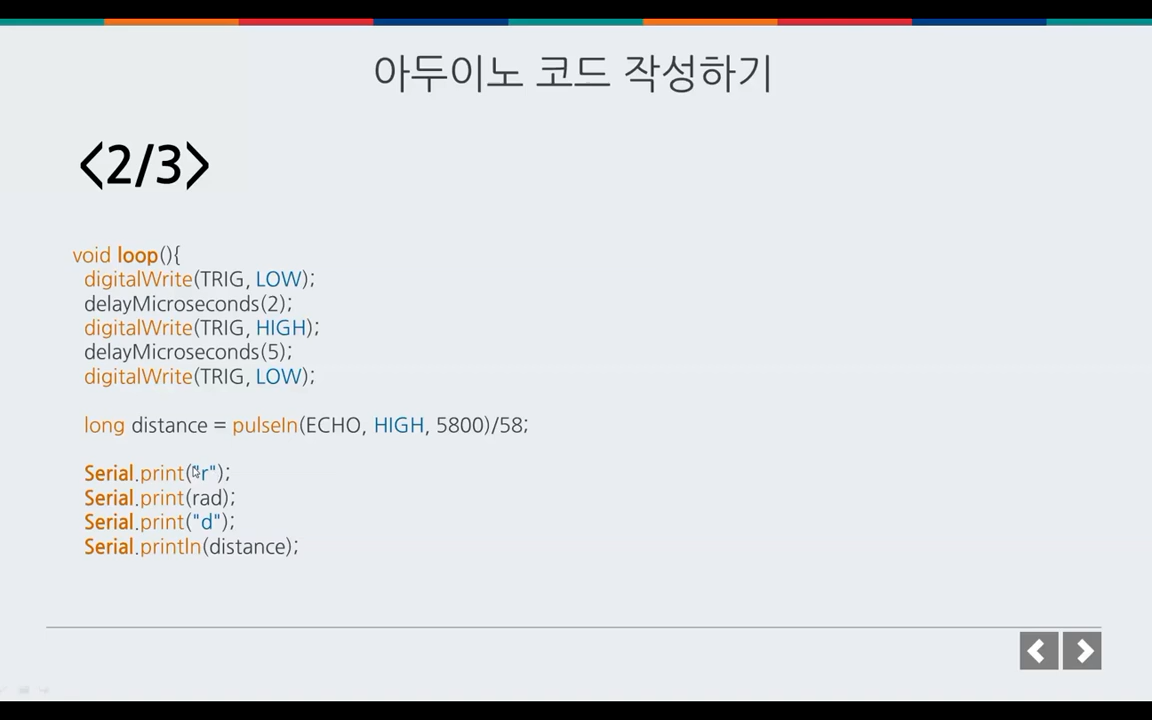 아두이노 코드 작성하기
<2/3>
void loop(){
digitalWrite(TRIG, LOW);
delayMicroseconds(2);
digitalWrite(TRIG, HIGH);
delayMicroseconds(5);
digitalWrite(TRIG, LOW);
long distance = pulseIn(ECHO, HIGH, 5800)/58;
Serial.print("r");
Serial.print(rad);
Serial.print("d");
Serial.println(distance);